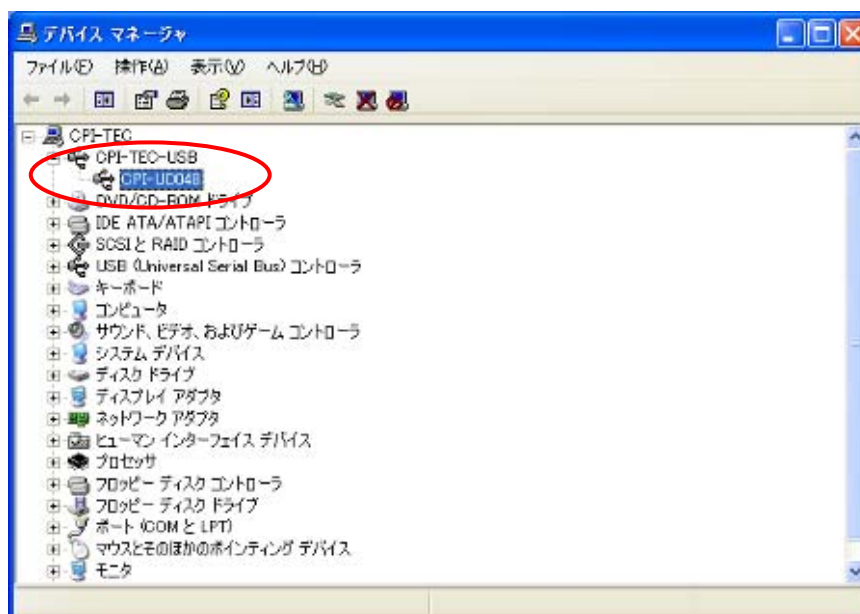 デバイス マネージャ
ファイル(F) 操作(A) 表示(V) ヘルプ(H)
CPI-TEC
CPI-TEC-USB
CPI-UD04B
DVD/CD-ROM ドライブ
IDE ATA/ATAPI コントローラ
SCSI と RAID コントローラ
USB (Universal Serial Bus) コントローラ
キーボード
コンピュータ
サウンド、ビデオ、およびゲーム コントローラ
システム デバイス
ディスク ドライブ
ディスプレイ アダプタ
ネットワーク アダプタ
ヒューマン インターフェイス デバイス
プロセッサ
フロッピー ディスク コントローラ
フロッピー ディスク ドライブ
ポート (COM と LPT)
マウスとそのほかのポインティング デバイス
モニタ